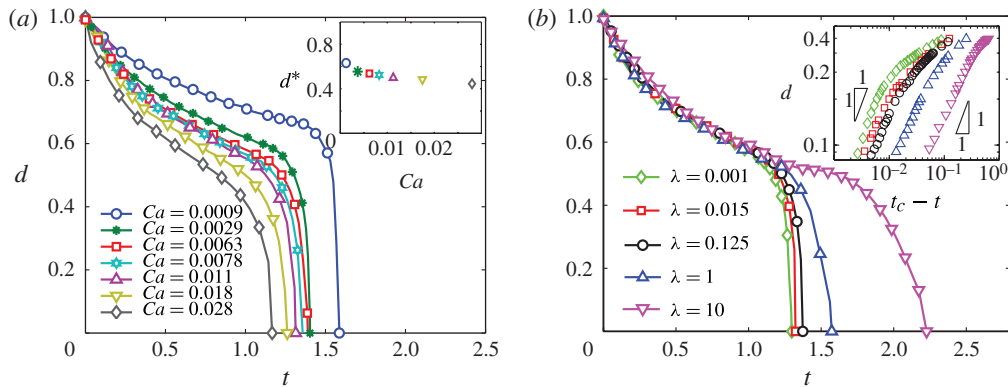 (a)
1.0
0.8
0.6
0.4
0.2
d
0
0.5
1.0
1.5
2.0
2.5
t
Ca = 0.0009
Ca = 0.0029
Ca = 0.0063
Ca = 0.0078
Ca = 0.011
Ca = 0.018
Ca = 0.028
0.8
d*
0.4
0
0.01
0.02
Ca
(b)
1.0
0.8
0.6
0.4
0.2
d
0
0.5
1.0
1.5
2.0
2.5
t
λ = 0.001
λ = 0.015
λ = 0.125
λ = 1
λ = 10
0.4
0.2
0.1
d
1
1
1
1
10⁻²
10⁻¹
10⁰
t_c − t